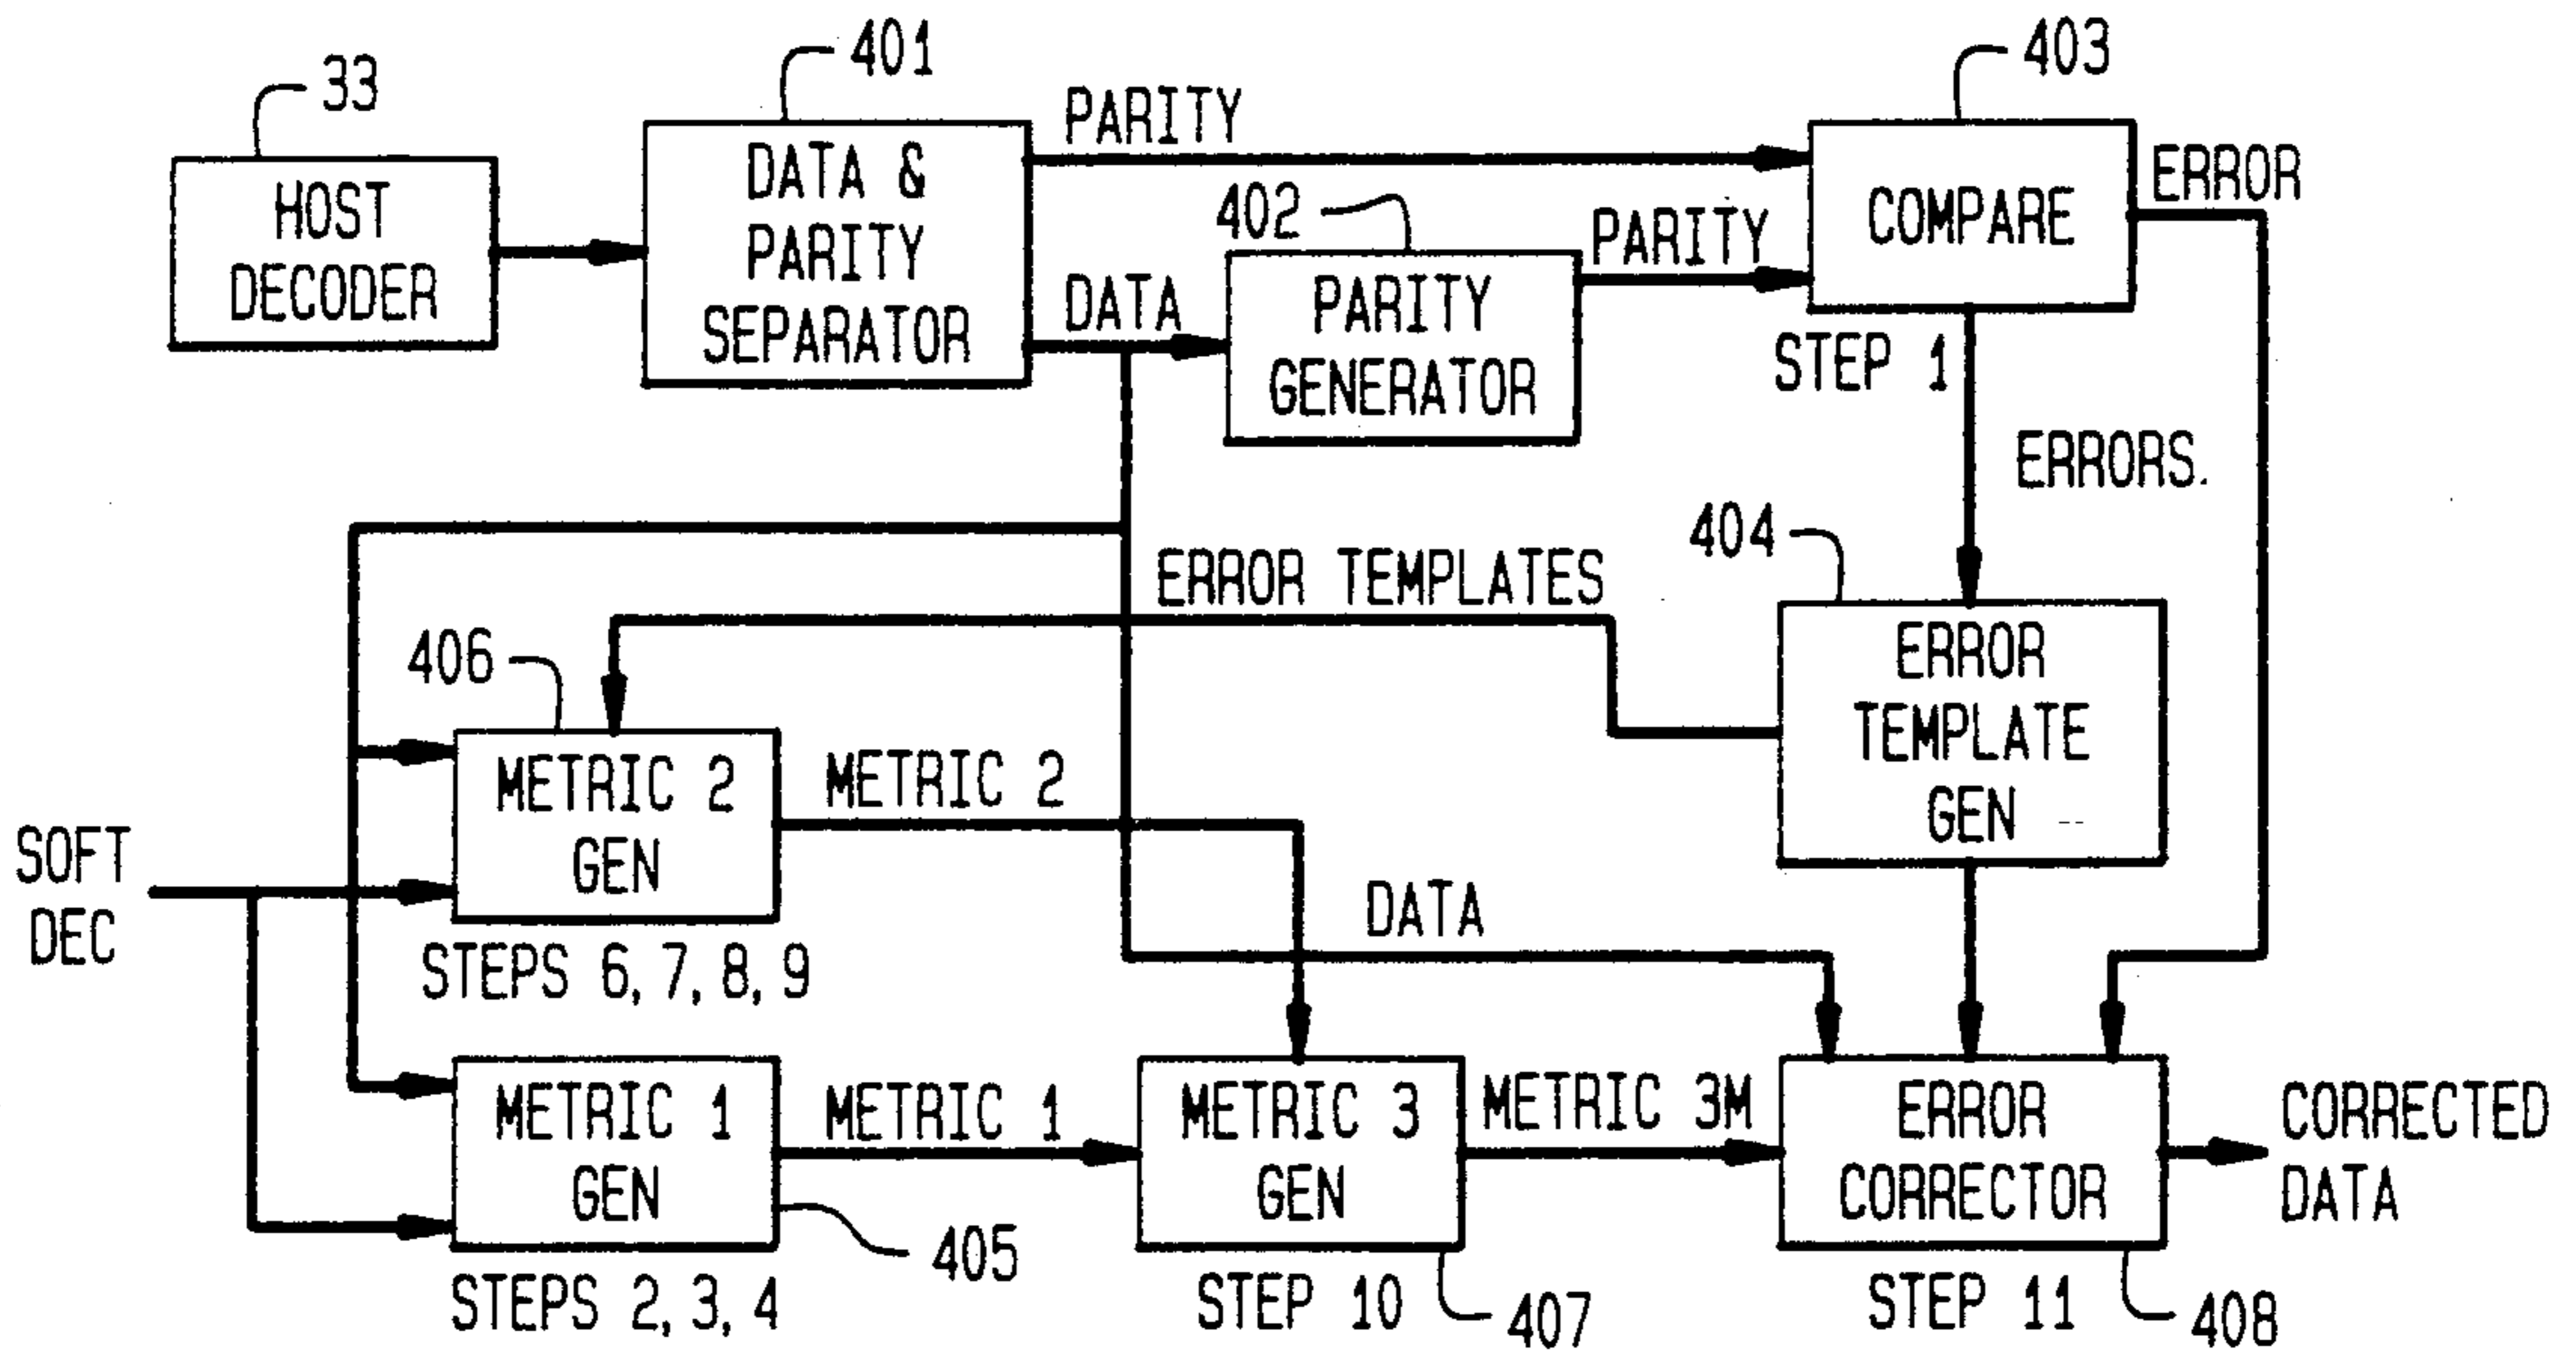 33
HOST
DECODER
401
DATA &
PARITY
SEPARATOR
PARITY
DATA
402
PARITY
GENERATOR
PARITY
403
COMPARE
ERROR
STEP 1
ERRORS.
404
ERROR
TEMPLATE
GEN
ERROR TEMPLATES
406
METRIC 2
GEN
METRIC 2
STEPS 6, 7, 8, 9
SOFT
DEC
DATA
METRIC 1
GEN
405
STEPS 2, 3, 4
METRIC 1
METRIC 3
GEN
STEP 10
407
METRIC 3M
ERROR
CORRECTOR
STEP 11
408
CORRECTED
DATA